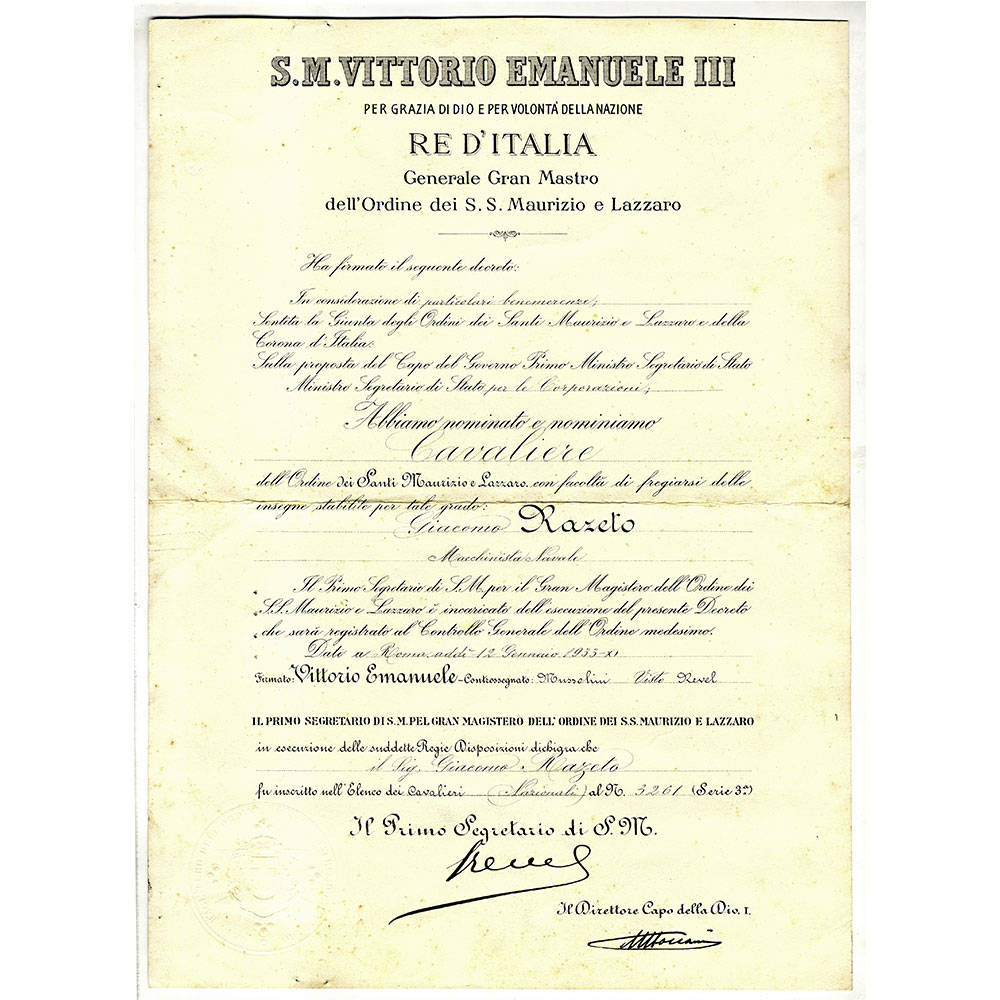 S.M. VITTORIO EMANUELE III
PER GRAZIA DI DIO E PER VOLONTÀ DELLA NAZIONE
RE D'ITALIA
Generale Gran Mastro
dell'Ordine dei S.S. Maurizio e Lazzaro
Ha firmato il seguente decreto:
In considerazione di particolari benemerenze;
Sentita la Giunta degli Ordini dei Santi Maurizio e Lazzaro e della
Corona d'Italia:
Sulla proposta del Capo del Governo Primo Ministro Segretario di Stato
Ministro Segretario di Stato per le Corporazioni;
Abbiamo nominato e nominiamo
Cavaliere
dell'Ordine dei Santi Maurizio e Lazzaro, con facoltà di fregiarsi delle
insegne stabilite per tale grado:
Giacomo Razeto
Macchinista Navale
Il Primo Segretario di S.M. per il Gran Magistero dell'Ordine dei
S.S. Maurizio e Lazzaro è incaricato dell'esecuzione del presente Decreto
che sarà registrato al Controllo Generale dell'Ordine medesimo.
Dato a Roma addì 12 Gennaio 1933-XI
Firmato: Vittorio Emanuele - Controssegnato: Mussolini Visto Revel
IL PRIMO SEGRETARIO DI S.M. PEL GRAN MAGISTERO DELL'ORDINE DEI S.S. MAURIZIO E LAZZARO
in esecuzione delle suddette Regie Disposizioni dichiara che
il Sig. Giacomo Razeto
fu inscritto nell'Elenco dei Cavalieri (Nazionali) al N. 3261 (Serie 3ª)
Il Primo Segretario di S.M.
Revel
Il Direttore Capo della Div. I.